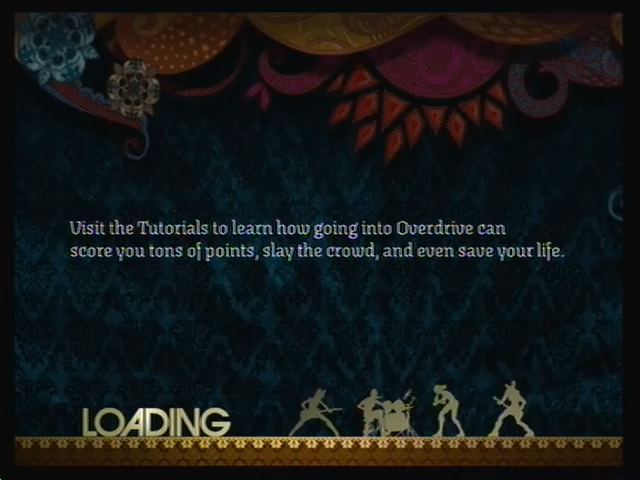 Visit the Tutorials to learn how going into Overdrive can
score you tons of points, slay the crowd, and even save your life.
LOADING